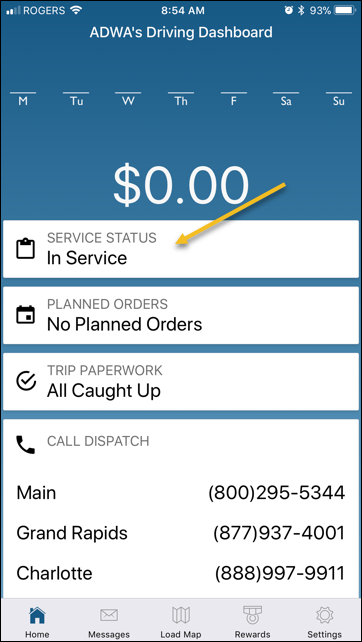 ROGERS 8:54 AM 93%
ADWA's Driving Dashboard
M Tu W Th F Sa Su
$0.00
SERVICE STATUS
In Service
PLANNED ORDERS
No Planned Orders
TRIP PAPERWORK
All Caught Up
CALL DISPATCH
Main (800)295-5344
Grand Rapids (877)937-4001
Charlotte (888)997-9911
Home Messages Load Map Rewards Settings